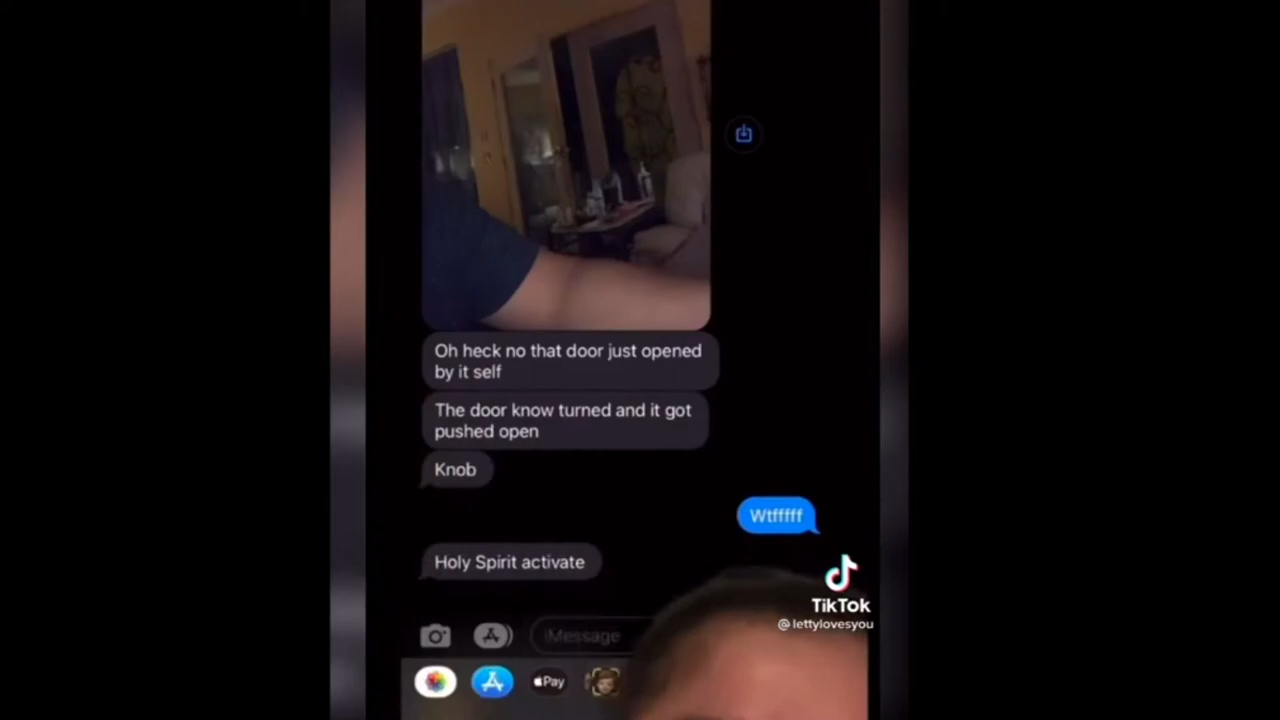 Oh heck no that door just opened
by it self
The door know turned and it got
pushed open
Knob
Wtfffff
Holy Spirit activate
iMessage
Pay
TikTok
@lettylovesyou